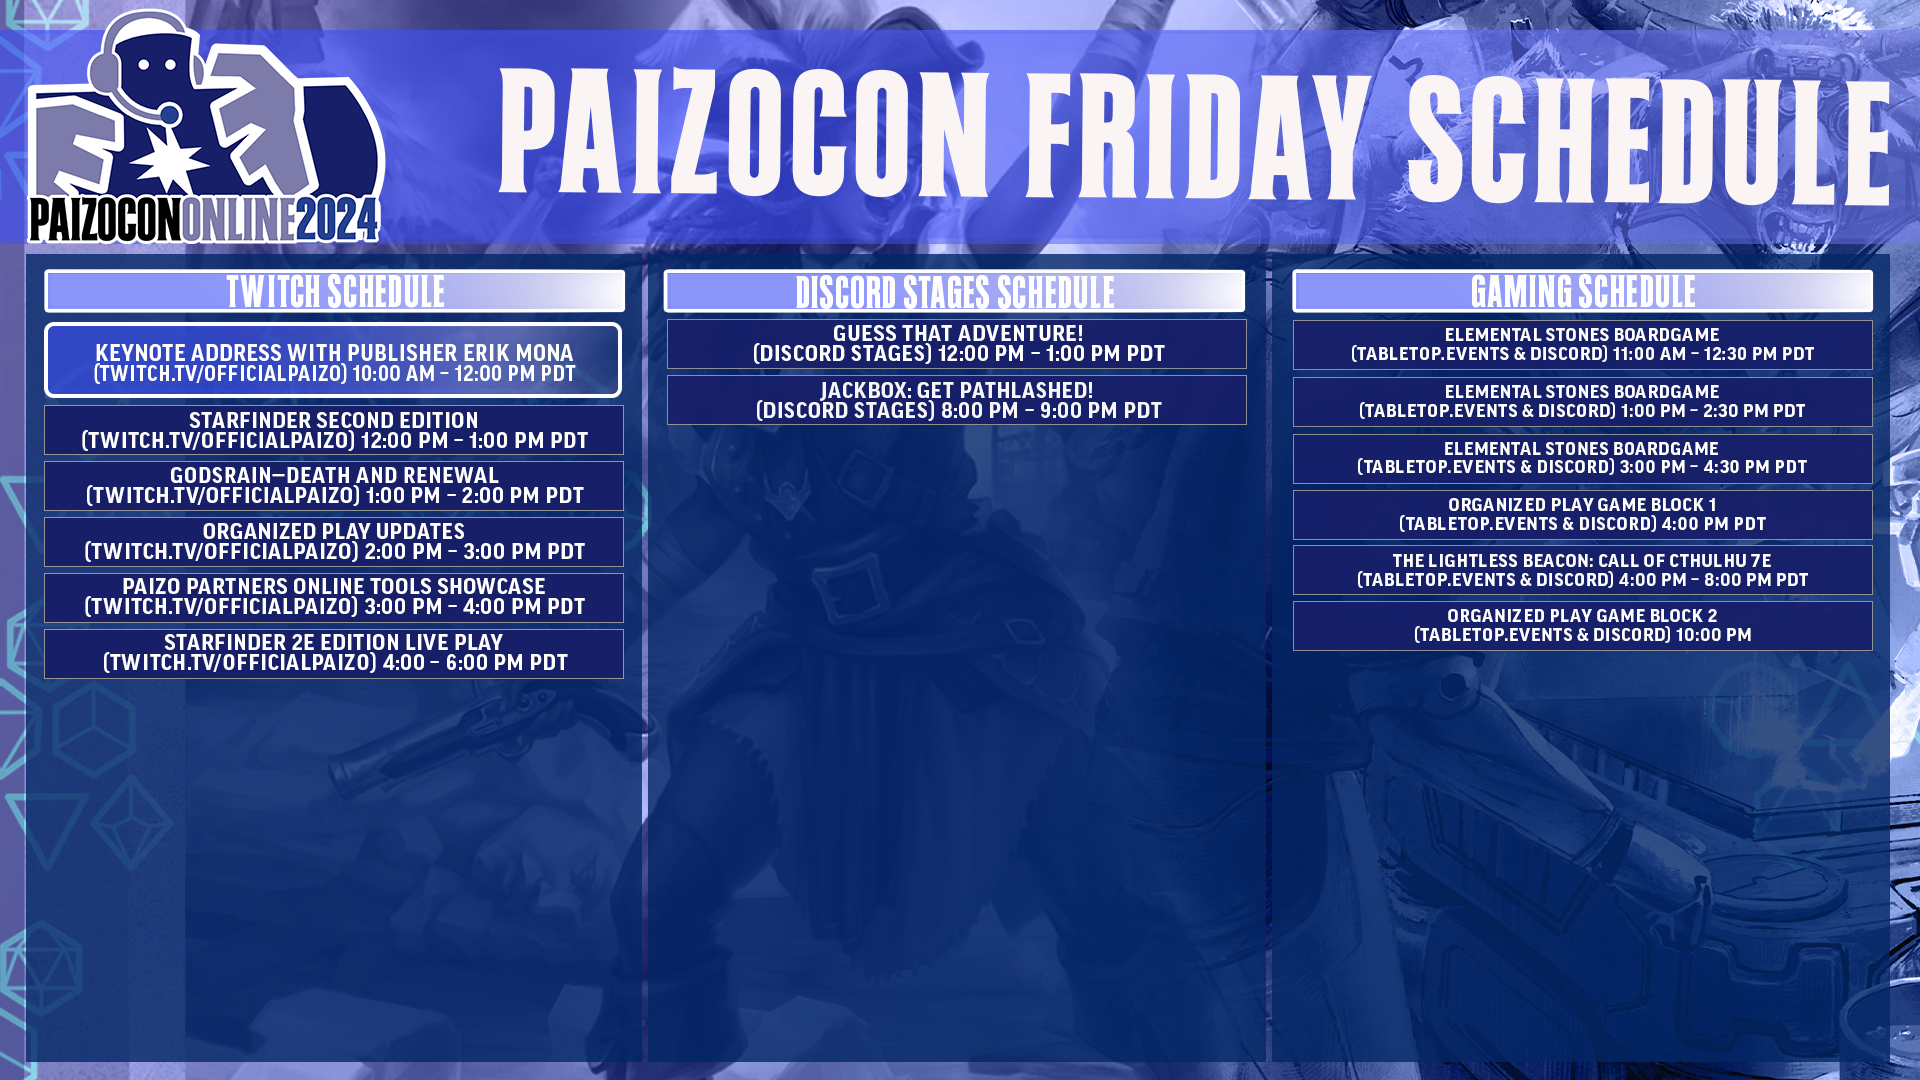 PAIZOCONONLINE2024
PAIZOCON FRIDAY SCHEDULE
TWITCH SCHEDULE
KEYNOTE ADDRESS WITH PUBLISHER ERIK MONA
(TWITCH.TV/OFFICIALPAIZO) 10:00 AM – 12:00 PM PDT
STARFINDER SECOND EDITION
(TWITCH.TV/OFFICIALPAIZO) 12:00 PM – 1:00 PM PDT
GODSRAIN—DEATH AND RENEWAL
(TWITCH.TV/OFFICIALPAIZO) 1:00 PM – 2:00 PM PDT
ORGANIZED PLAY UPDATES
(TWITCH.TV/OFFICIALPAIZO) 2:00 PM – 3:00 PM PDT
PAIZO PARTNERS ONLINE TOOLS SHOWCASE
(TWITCH.TV/OFFICIALPAIZO) 3:00 PM – 4:00 PM PDT
STARFINDER 2E EDITION LIVE PLAY
(TWITCH.TV/OFFICIALPAIZO) 4:00 – 6:00 PM PDT
DISCORD STAGES SCHEDULE
GUESS THAT ADVENTURE!
(DISCORD STAGES) 12:00 PM – 1:00 PM PDT
JACKBOX: GET PATHLASHED!
(DISCORD STAGES) 8:00 PM – 9:00 PM PDT
GAMING SCHEDULE
ELEMENTAL STONES BOARDGAME
(TABLETOP.EVENTS & DISCORD) 11:00 AM – 12:30 PM PDT
ELEMENTAL STONES BOARDGAME
(TABLETOP.EVENTS & DISCORD) 1:00 PM – 2:30 PM PDT
ELEMENTAL STONES BOARDGAME
(TABLETOP.EVENTS & DISCORD) 3:00 PM – 4:30 PM PDT
ORGANIZED PLAY GAME BLOCK 1
(TABLETOP.EVENTS & DISCORD) 4:00 PM PDT
THE LIGHTLESS BEACON: CALL OF CTHULHU 7E
(TABLETOP.EVENTS & DISCORD) 4:00 PM – 8:00 PM PDT
ORGANIZED PLAY GAME BLOCK 2
(TABLETOP.EVENTS & DISCORD) 10:00 PM